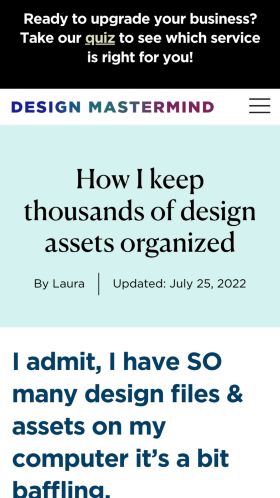 Ready to upgrade your business?
Take our quiz to see which service
is right for you!
DESIGN MASTERMIND
How I keep
thousands of design
assets organized
By Laura
Updated: July 25, 2022
I admit, I have SO
many design files &
assets on my
computer it's a bit
baffling.